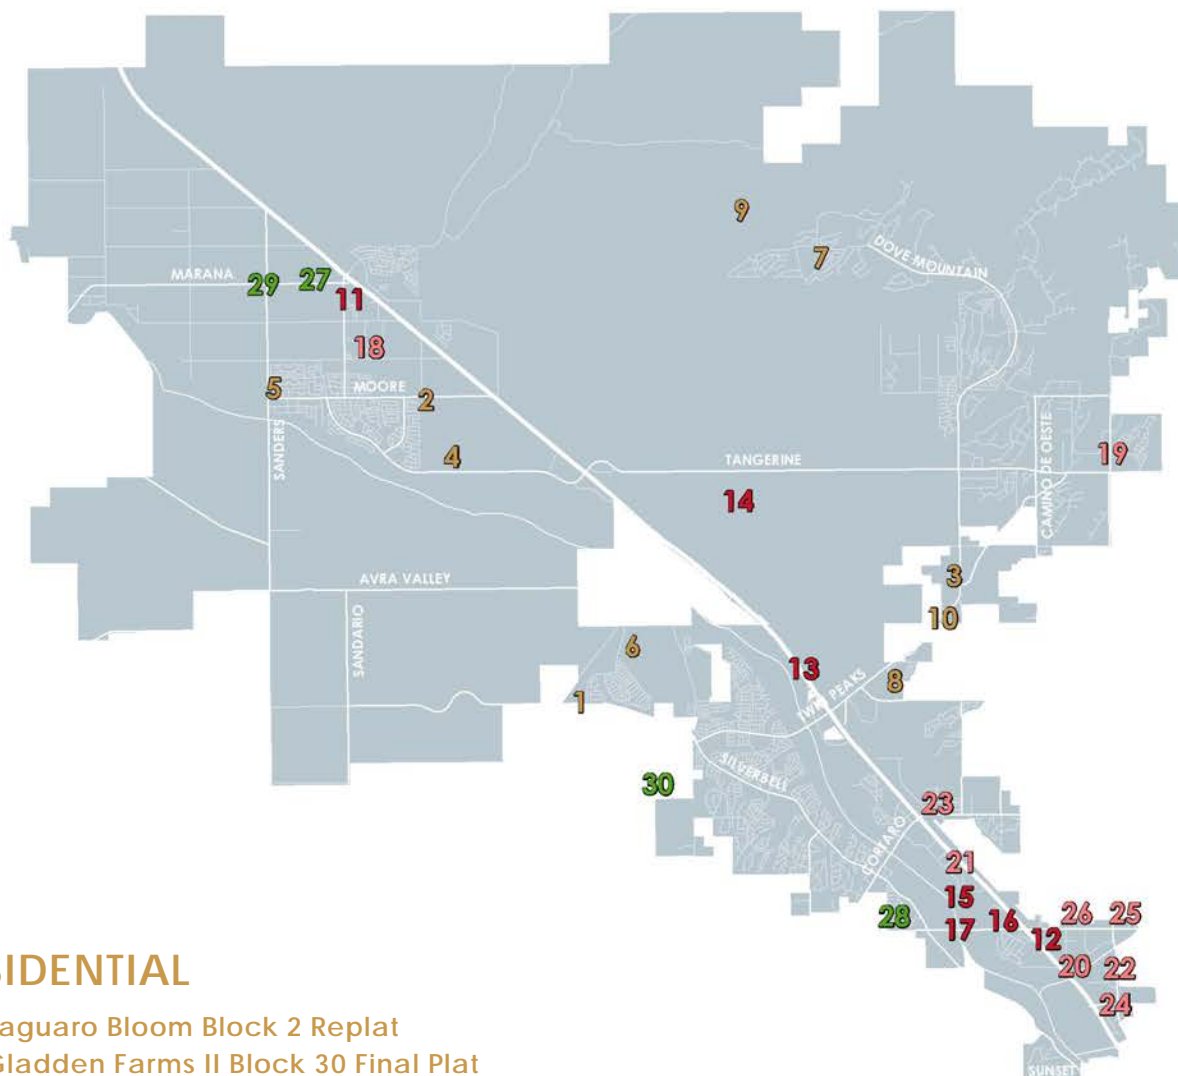 9
7
DOVE MOUNTAIN
MARANA
29
27
11
18
5
MOORE
2
SANDERS
4
TANGERINE
CAMINO DE OESTE
19
14
AVRA VALLEY
3
SANDARIO
10
6
13
8
1
TWIN PEAKS
SILVERBELL
30
23
CORTARO
21
15
28
17
16
12
26
25
20
22
24
SUNSET
SIDENTIAL
aguaro Bloom Block 2 Replat
Gladden Farms II Block 30 Final Plat